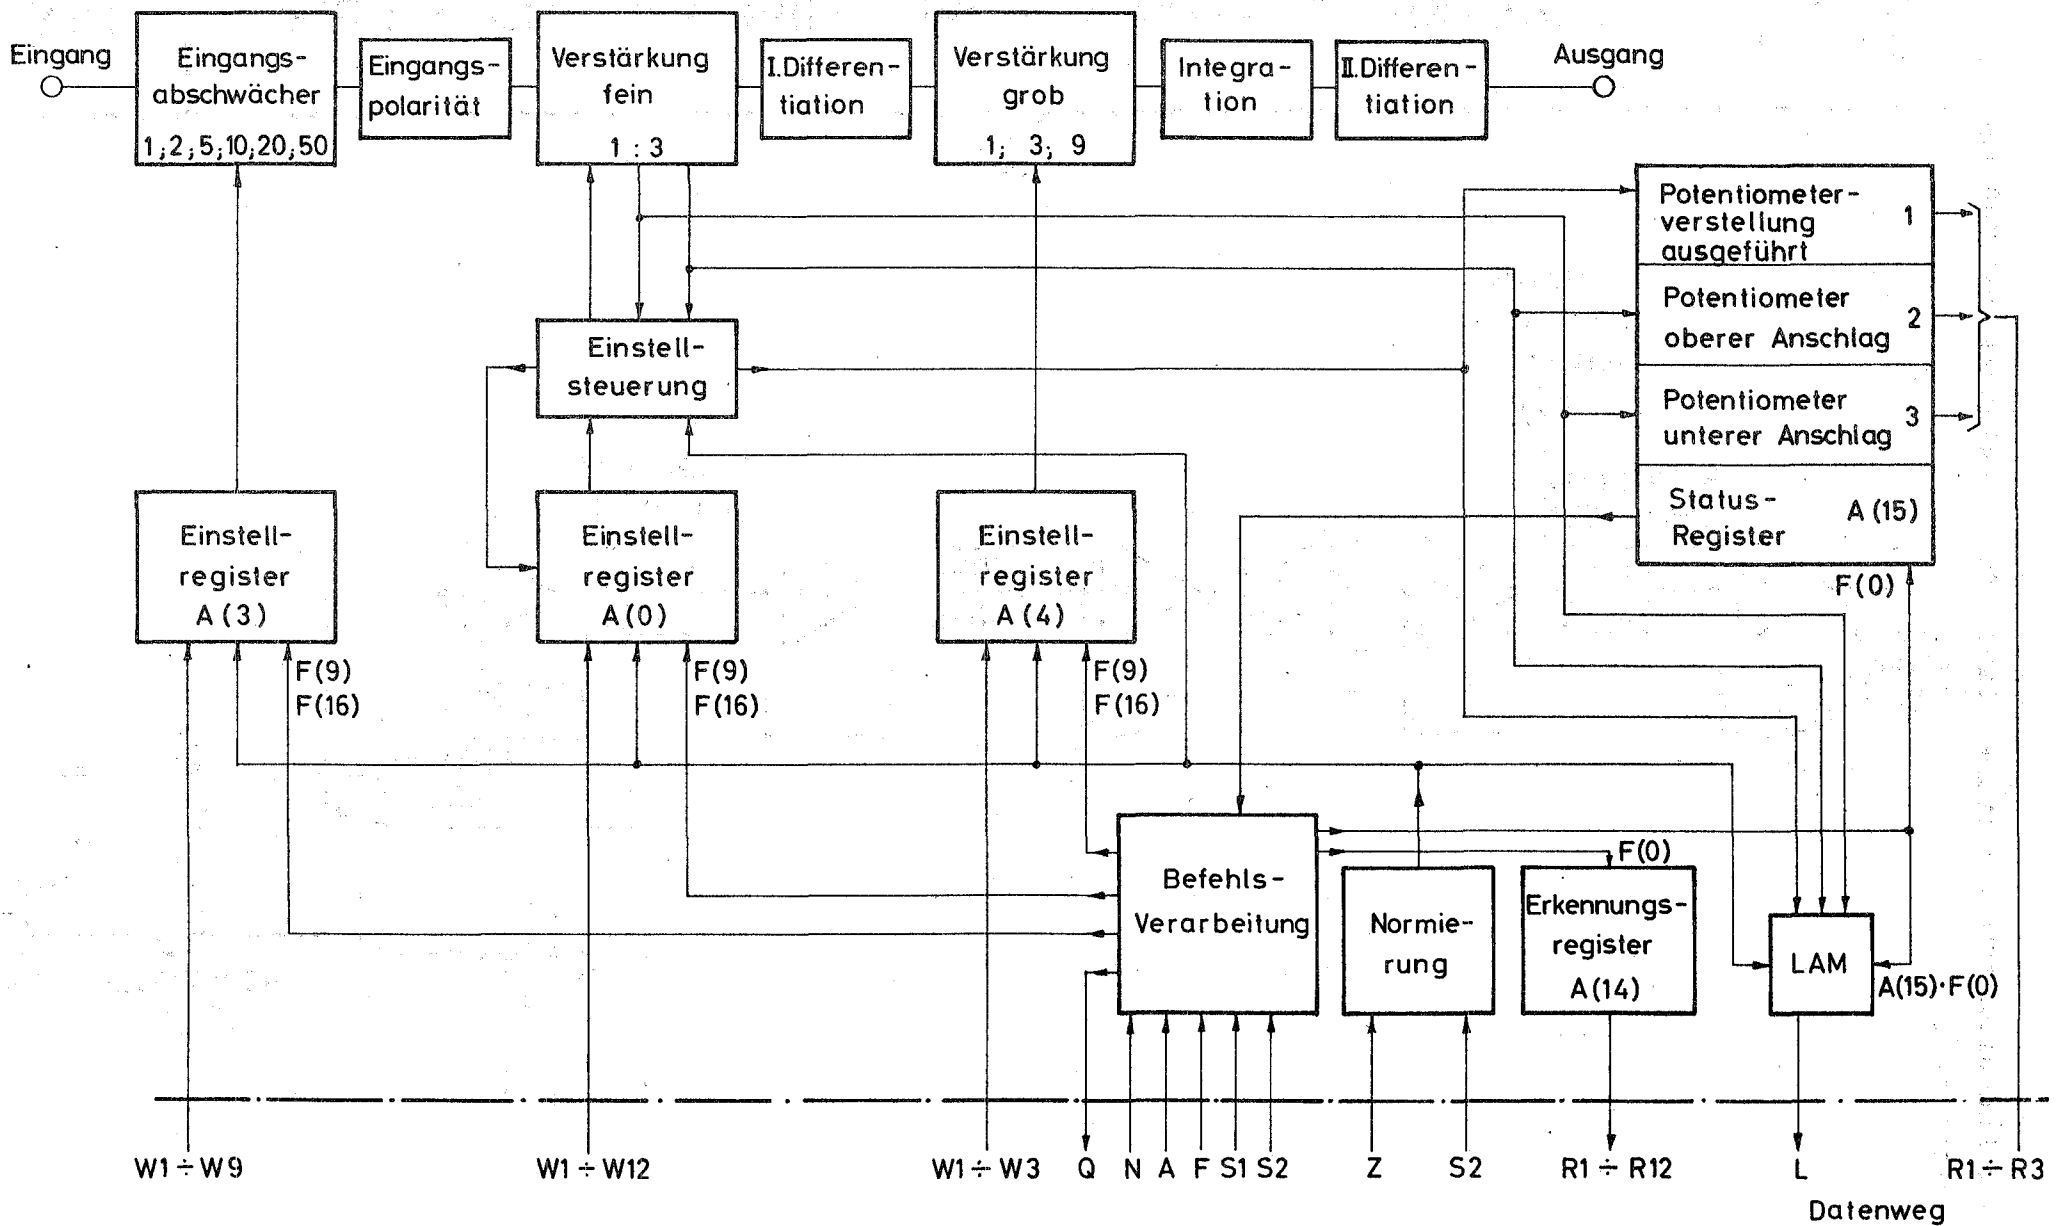 Eingang
Eingangs-
abschwächer
1;2;5;10;20;50
Eingangs-
polarität
Verstärkung
fein
1 : 3
I.Differen-
tiation
Verstärkung
grob
1; 3; 9
Integra-
tion
II.Differen-
tiation
Ausgang
Potentiometer-
verstellung
ausgeführt
1
Potentiometer
oberer Anschlag
2
Potentiometer
unterer Anschlag
3
Status-
Register
A (15)
F(0)
Einstell-
steuerung
Einstell-
register
A (3)
F(9)
F(16)
Einstell-
register
A (0)
F(9)
F(16)
Einstell-
register
A (4)
F(9)
F(16)
Befehls-
Verarbeitung
Normie-
rung
F(0)
Erkennungs-
register
A (14)
LAM
A(15)·F(0)
W1 ÷ W9
W1 ÷ W12
W1 ÷ W3
Q
N
A
F
S1
S2
Z
S2
R1 ÷ R12
L
R1 ÷ R3
Datenweg